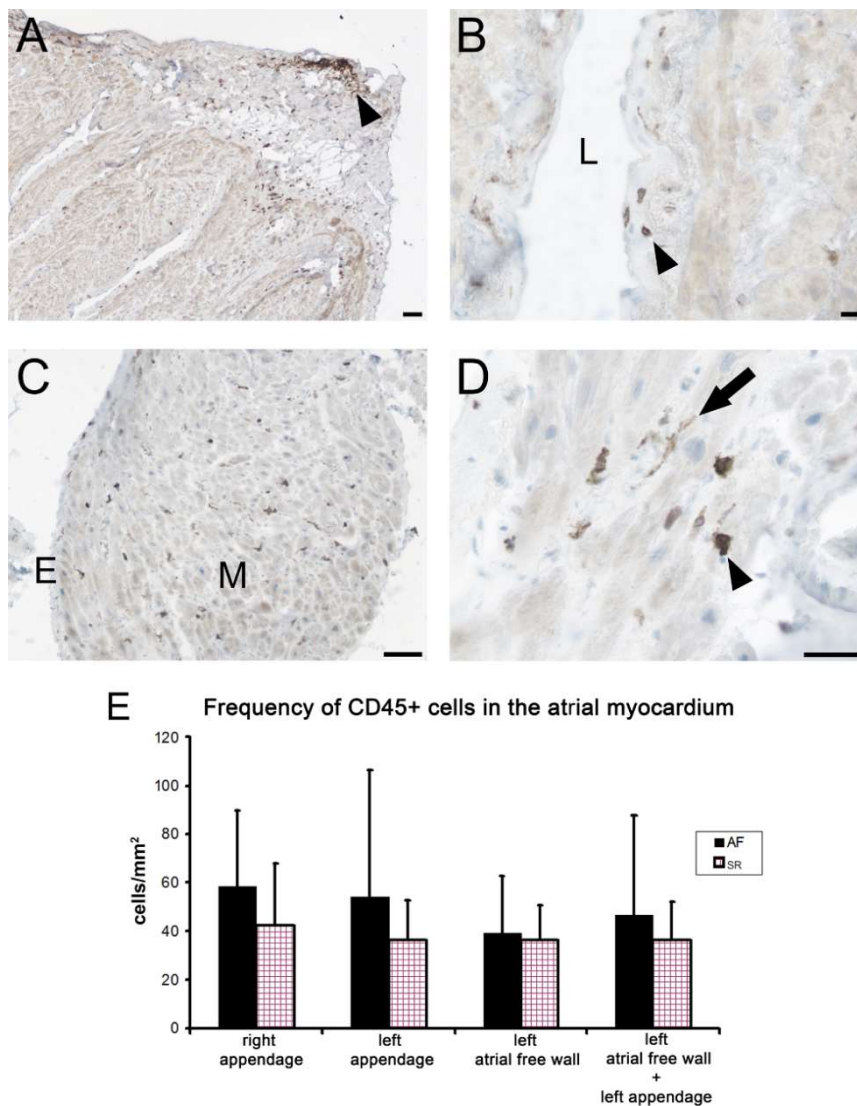 A
B
L
C
E
M
D
E
Frequency of CD45+ cells in the atrial myocardium
120
100
80
60
40
20
0
cells/mm²
AF
SR
right
appendage
left
appendage
left
atrial free wall
left
atrial free wall
+
left appendage